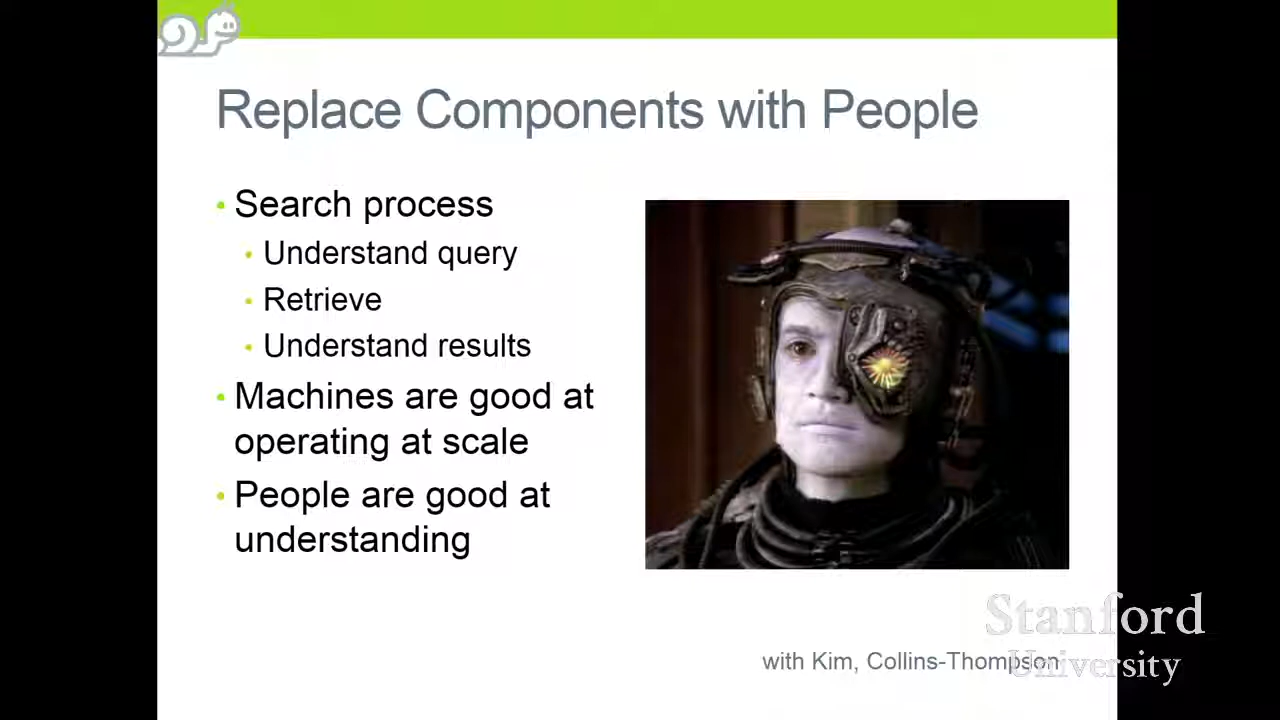 Replace Components with People
Search process
Understand query
Retrieve
Understand results
Machines are good at
operating at scale
People are good at
understanding
with Kim, Collins-Thompson
Stanford
University